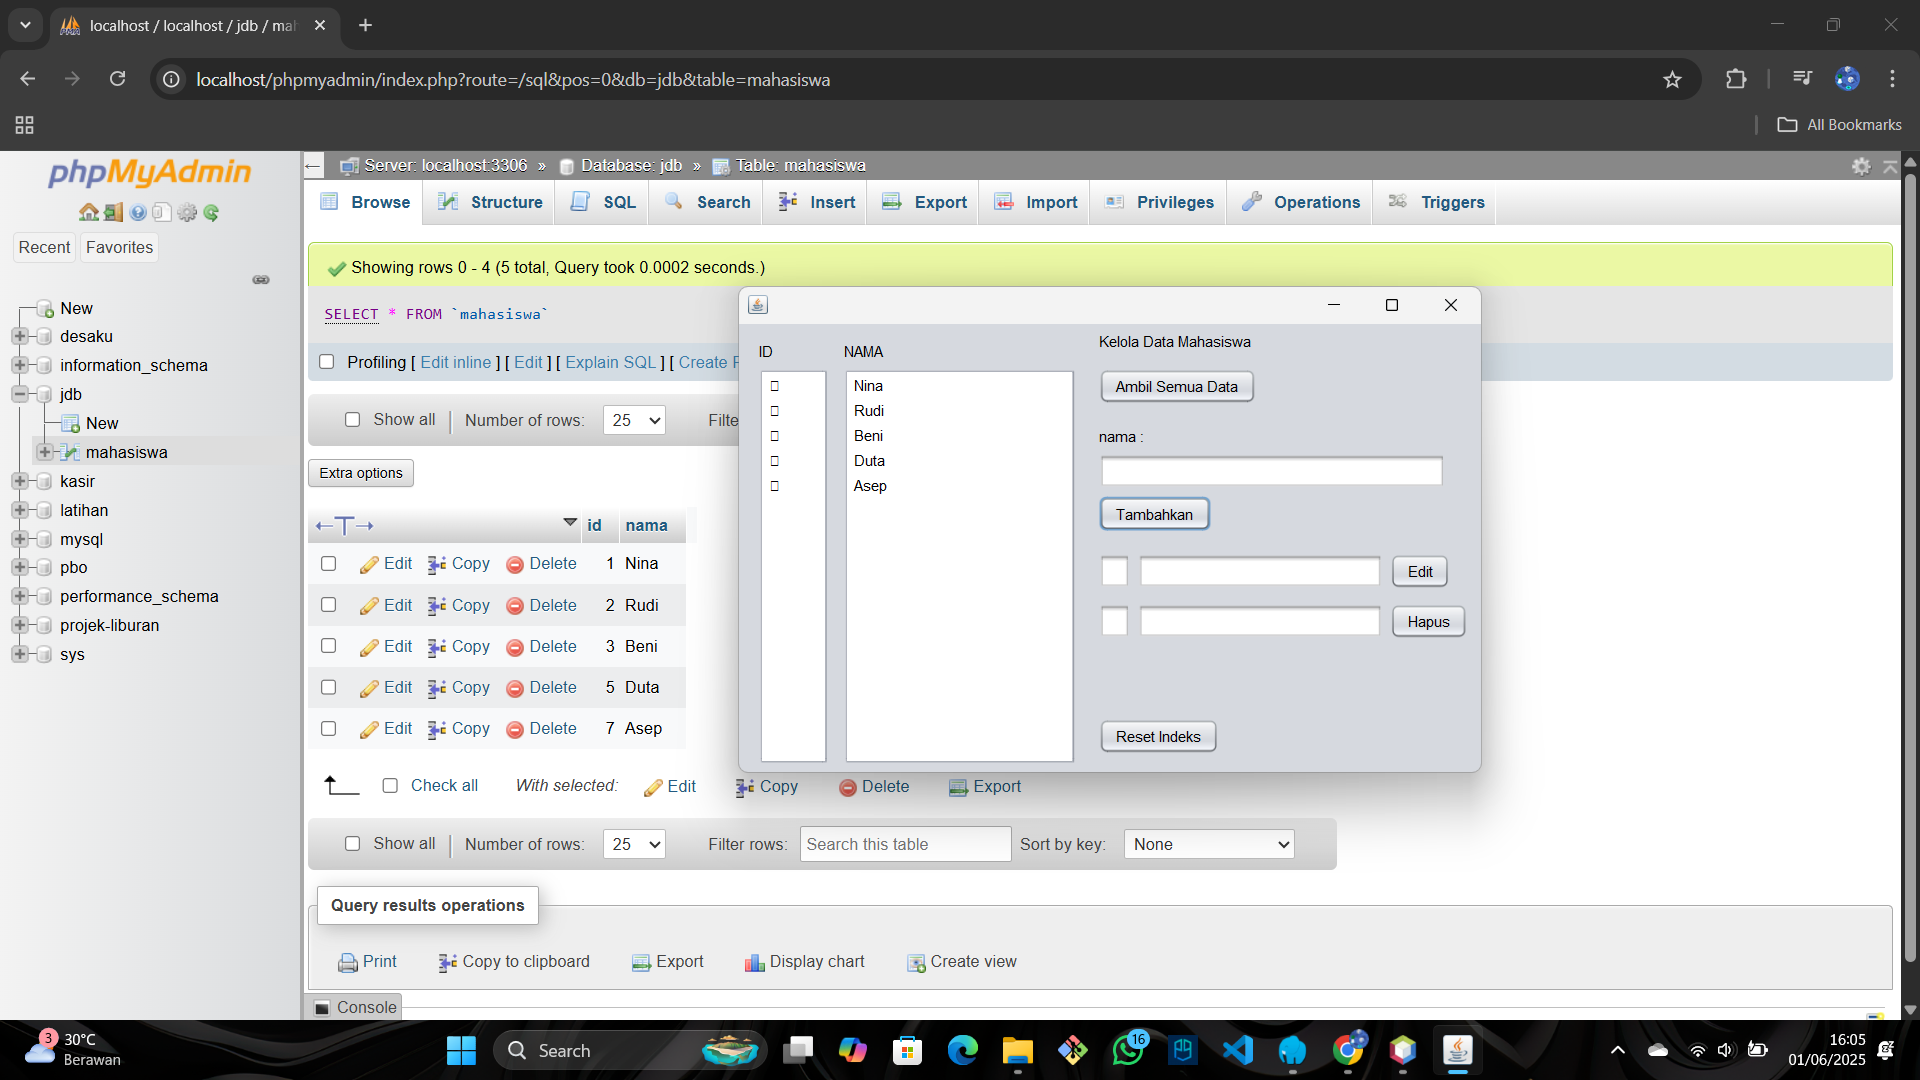 localhost / localhost / jdb / mah
localhost/phpmyadmin/index.php?route=/sql&pos=0&db=jdb&table=mahasiswa
All Bookmarks
phpMyAdmin
Recent Favorites
New
desaku
information_schema
jdb
New
mahasiswa
kasir
latihan
mysql
pbo
performance_schema
projek-liburan
sys
Server: localhost:3306 » Database: jdb » Table: mahasiswa
Browse Structure SQL Search Insert Export Import Privileges Operations Triggers
Showing rows 0 - 4 (5 total, Query took 0.0002 seconds.)
SELECT * FROM `mahasiswa`
Profiling [ Edit inline ] [ Edit ] [ Explain SQL ] [ Create P
Show all Number of rows: 25 Filte
Extra options
id nama
Edit Copy Delete 1 Nina
Edit Copy Delete 2 Rudi
Edit Copy Delete 3 Beni
Edit Copy Delete 5 Duta
Edit Copy Delete 7 Asep
Check all With selected: Edit Copy Delete Export
Show all Number of rows: 25 Filter rows: Search this table Sort by key: None
Query results operations
Print Copy to clipboard Export Display chart Create view
Console
ID NAMA
Nina
Rudi
Beni
Duta
Asep
Kelola Data Mahasiswa
Ambil Semua Data
nama :
Tambahkan
Edit
Hapus
Reset Indeks
3
30°C
Berawan
Search
16
16:05
01/06/2025